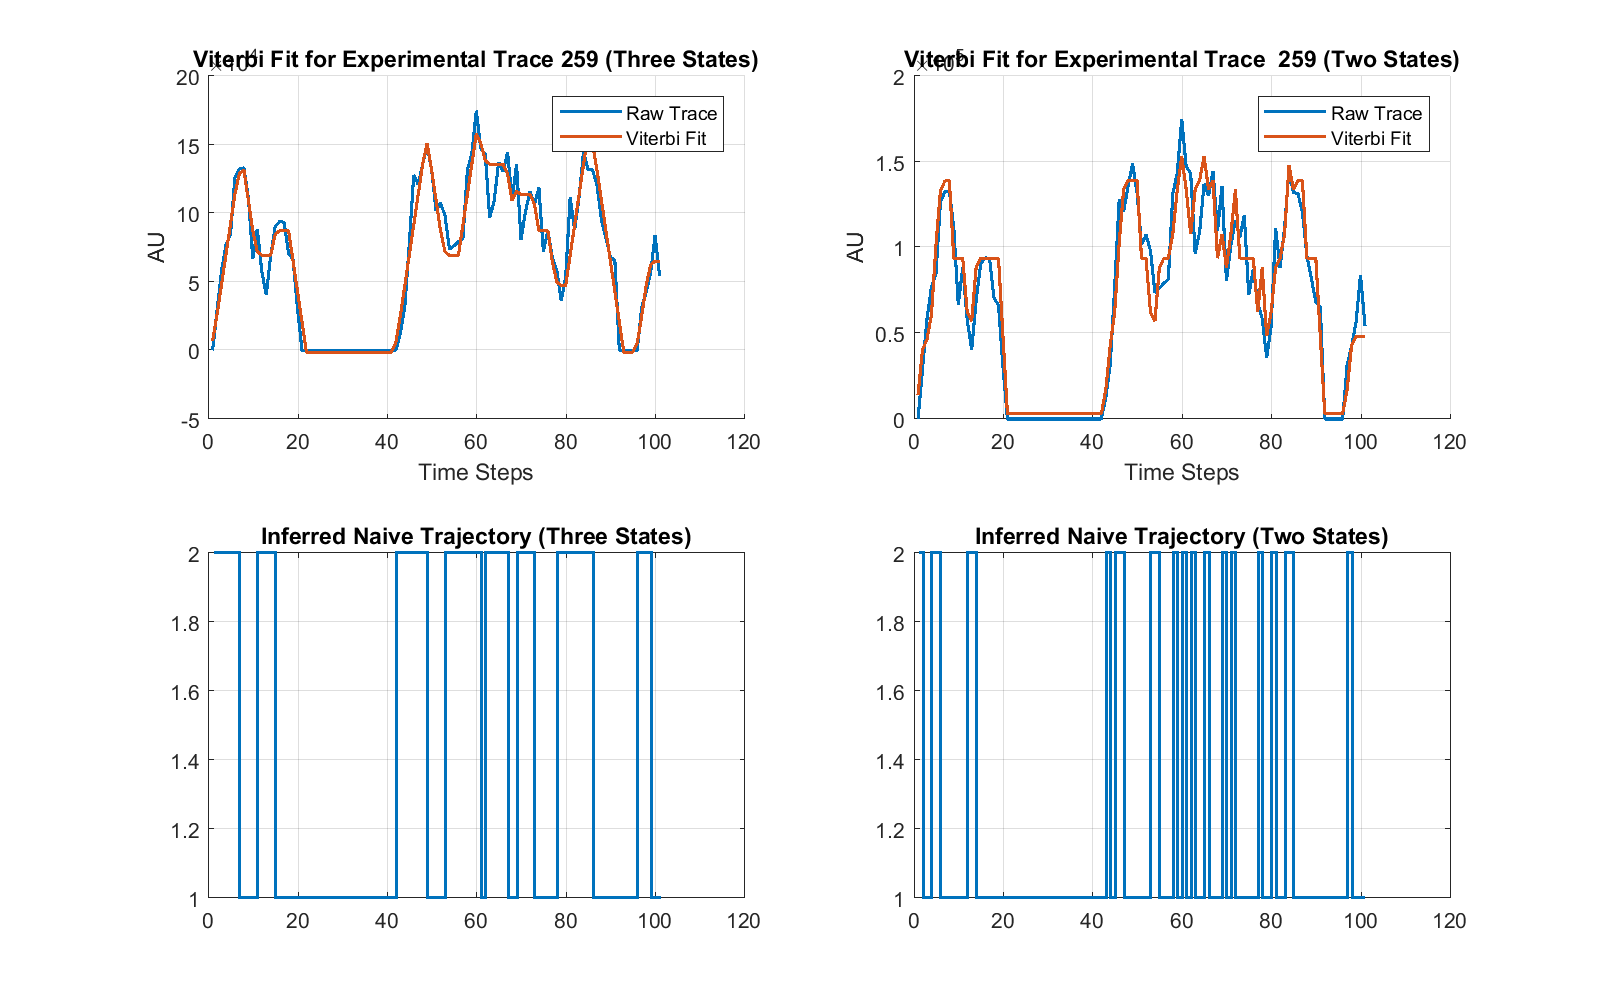 Viterbi Fit for Experimental Trace 259 (Three States)
×10^4
20
15
10
5
0
-5
AU
Raw Trace
Viterbi Fit
0 20 40 60 80 100 120
Time Steps
Viterbi Fit for Experimental Trace  259 (Two States)
×10^5
2
1.5
1
0.5
0
AU
Raw Trace
Viterbi Fit
0 20 40 60 80 100 120
Time Steps
Inferred Naive Trajectory (Three States)
2
1.8
1.6
1.4
1.2
1
0 20 40 60 80 100 120
Inferred Naive Trajectory (Two States)
2
1.8
1.6
1.4
1.2
1
0 20 40 60 80 100 120